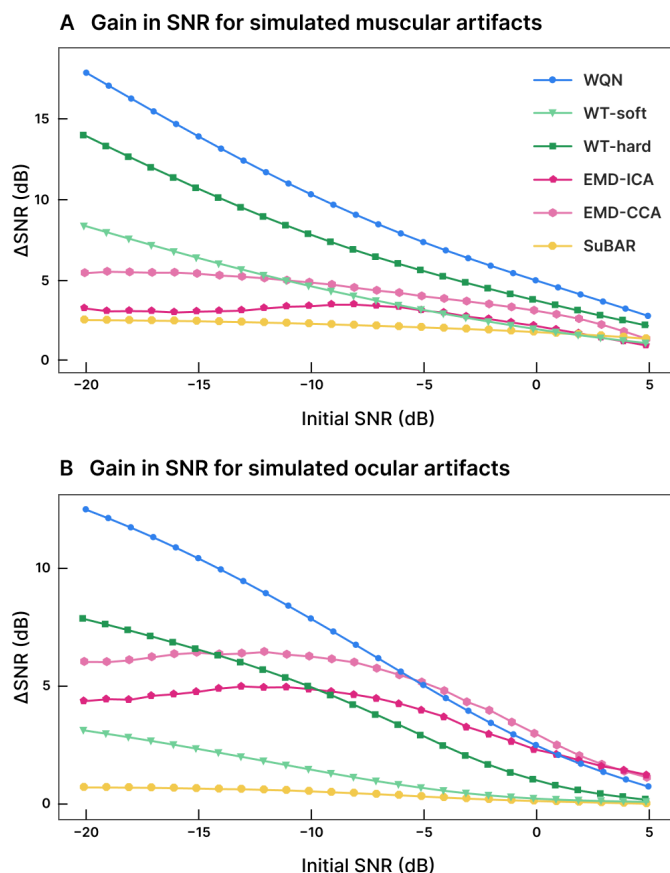 A Gain in SNR for simulated muscular artifacts
WQN
WT-soft
WT-hard
EMD-ICA
EMD-CCA
SuBAR
ΔSNR (dB)
15
10
5
0
−20 −15 −10 −5 0 5
Initial SNR (dB)
B Gain in SNR for simulated ocular artifacts
ΔSNR (dB)
10
5
0
−20 −15 −10 −5 0 5
Initial SNR (dB)